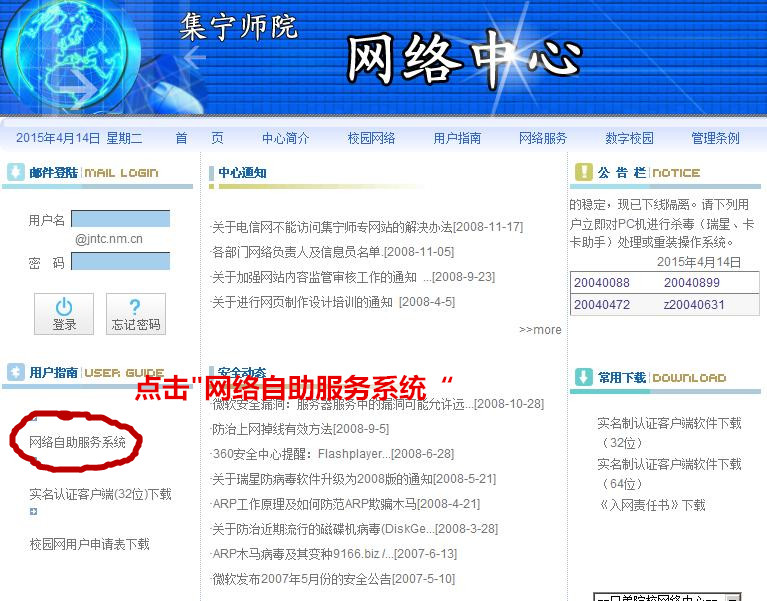 集宁师院
网络中心
2015年4月14日 星期二 首 页 中心简介 校园网络 用户指南 网络服务 数字校园 管理条例
邮件登陆 MAIL LOGIN
用户名
@jntc.nm.cn
密 码
登录 忘记密码
用户指南 USER GUIDE
点击"网络自助服务系统“
网络自助服务系统
实名认证客户端(32位)下载
校园网用户申请表下载
中心通知
·关于电信网不能访问集宁师专网站的解决办法[2008-11-17]
·各部门网络负责人及信息员名单.[2008-11-05]
·关于加强网站内容监管审核工作的通知 ...[2008-9-23]
·关于进行网页制作设计培训的通知 [2008-4-5]
>>more
安全动态
·微软安全漏洞：服务器服务中的漏洞可能允许远...[2008-10-28]
·防治上网掉线有效方法[2008-9-5]
·360安全中心提醒：Flashplayer...[2008-6-28]
·关于瑞星防病毒软件升级为2008版的通知[2008-5-21]
·ARP工作原理及如何防范ARP欺骗木马[2008-4-21]
·关于防治近期流行的磁碟机病毒(DiskGe...[2008-3-28]
·ARP木马病毒及其变种9166.biz /...[2007-6-13]
·微软发布2007年5月份的安全公告[2007-5-10]
公 告 栏 NOTICE
的稳定，现已下线隔离。请下列用
户立即对PC机进行杀毒（瑞星、卡
卡助手）处理或重装操作系统。
2015年4月14日
20040088 20040899
20040472 z20040631
常用下载 DOWNLOAD
实名制认证客户端软件下载
（32位）
实名制认证客户端软件下载
（64位）
《入网责任书》下载